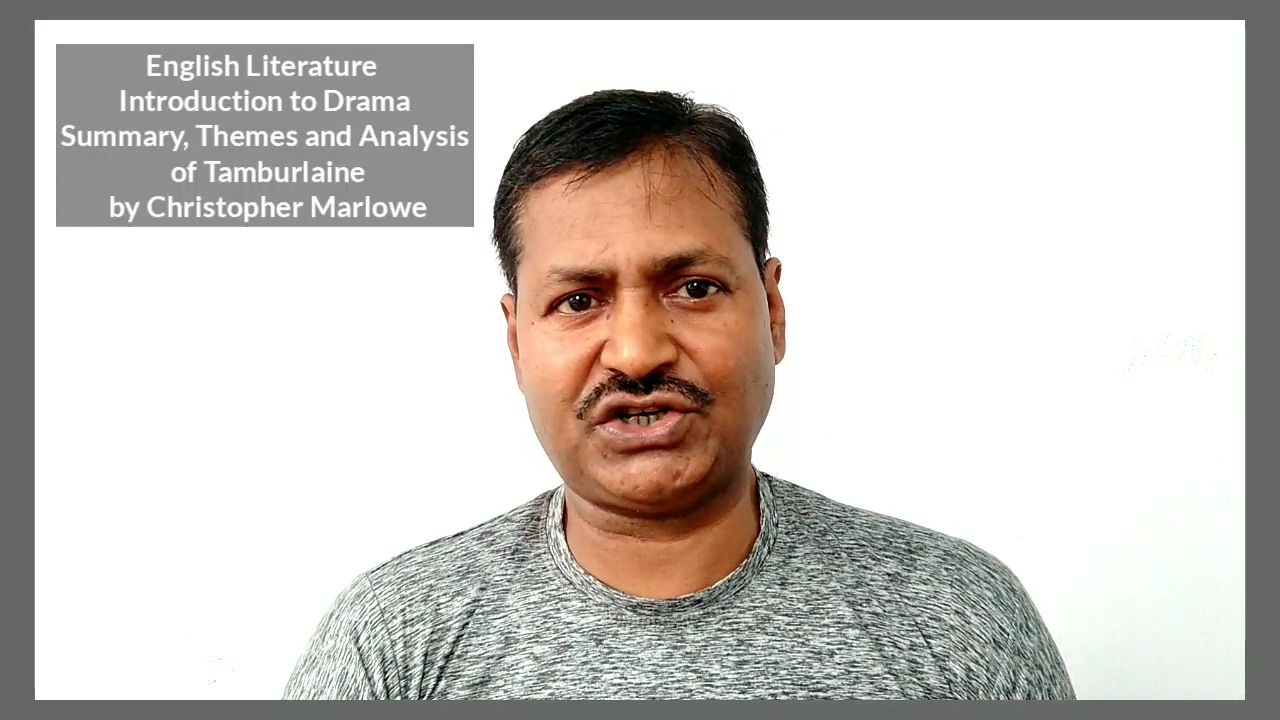 English Literature
Introduction to Drama
Summary, Themes and Analysis
of Tamburlaine
by Christopher Marlowe